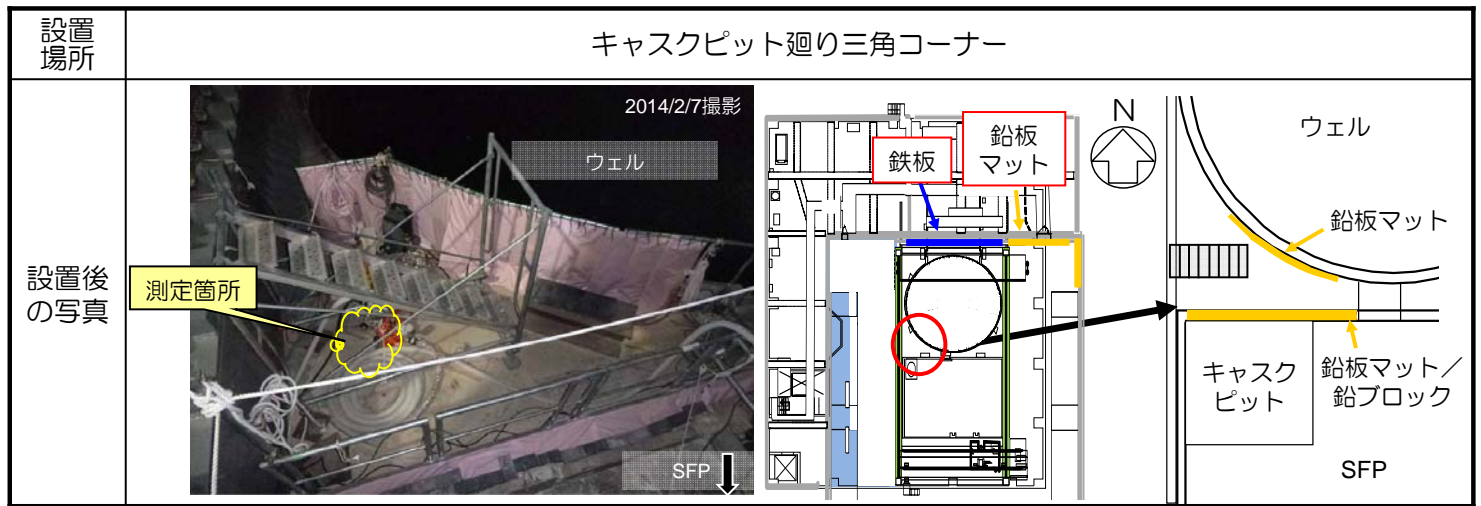 設置
場所
キャスクピット廻り三角コーナー
設置後
の写真
2014/2/7撮影
ウェル
測定箇所
SFP
鉄板
鉛板
マット
N
ウェル
鉛板マット
キャスク
ピット
鉛板マット／
鉛ブロック
SFP